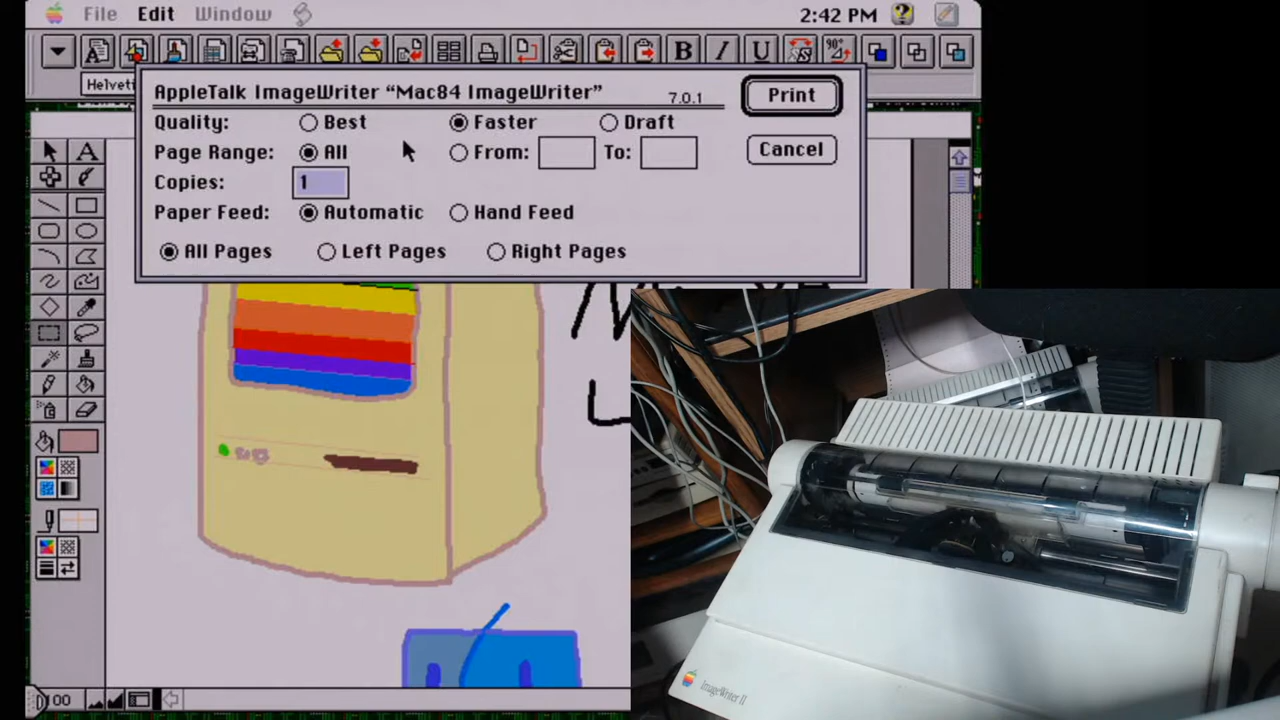 File Edit Window 2:42 PM
B I U 90°
AppleTalk ImageWriter “Mac84 ImageWriter” 7.0.1 Print
Quality: Best Faster Draft
Page Range: All From: To: Cancel
Copies: 1
Paper Feed: Automatic Hand Feed
All Pages Left Pages Right Pages
100
ImageWriter II